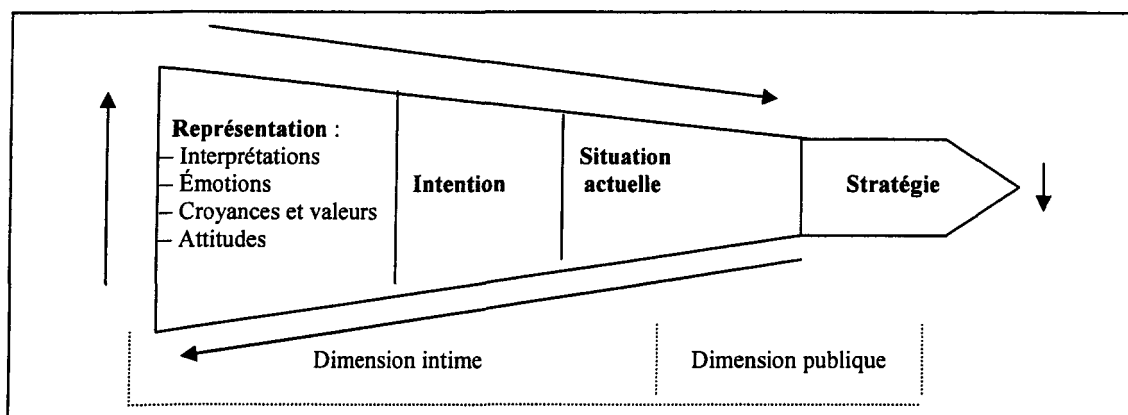 Représentation :
– Interprétations
– Émotions
– Croyances et valeurs
– Attitudes
Intention
Situation
actuelle
Stratégie
Dimension intime
Dimension publique